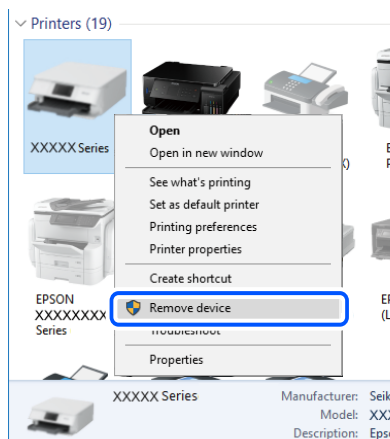 Printers (19)
XXXXX Series
Open
Open in new window
See what's printing
Set as default printer
Printing preferences
Printer properties
Create shortcut
Remove device
Troubleshoot
Properties
EPSON
XXXXXXXX
Series
XXXXX Series
Manufacturer:
Model:
Description: